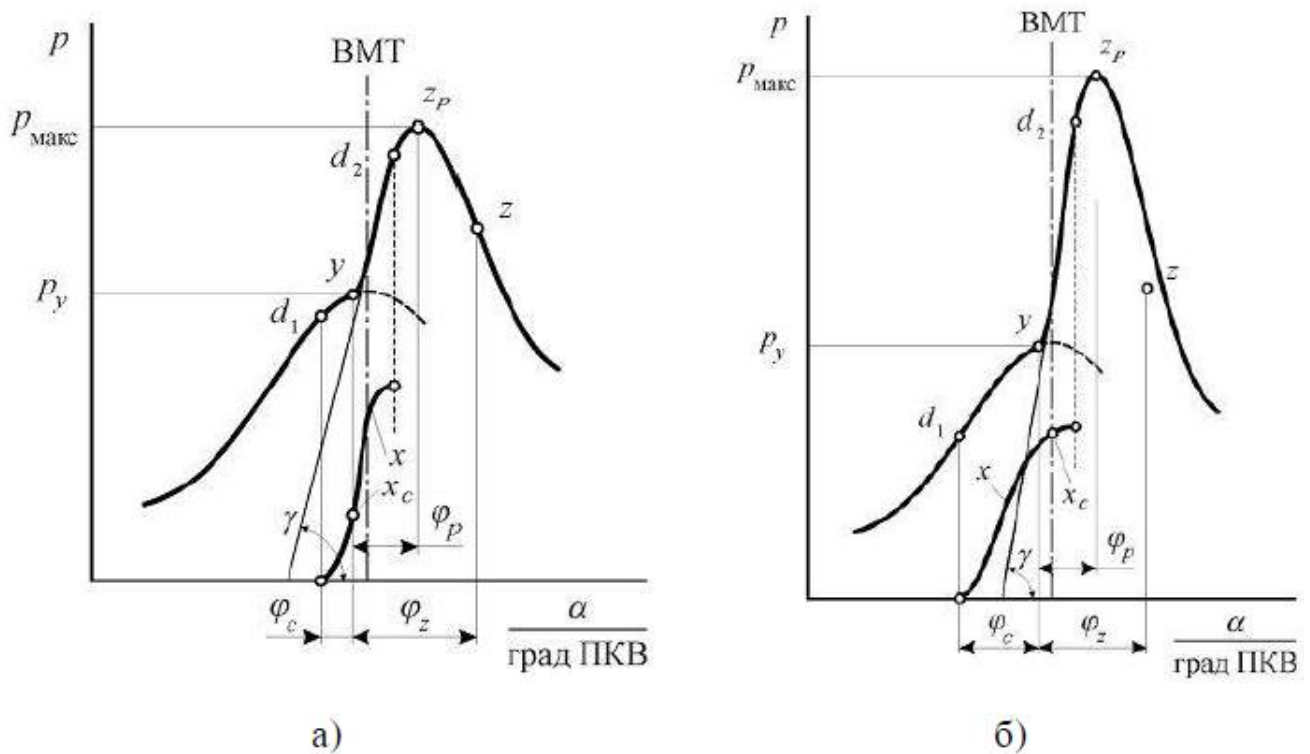 p
ВМТ
z_P
p_макс
d_2
z
y
p_y
d_1
x
x_c
γ
φ_p
φ_c
φ_z
α
град ПКВ
а)
p
ВМТ
z_P
p_макс
d_2
z
y
p_y
d_1
x
x_c
φ_p
γ
φ_c
φ_z
α
град ПКВ
б)